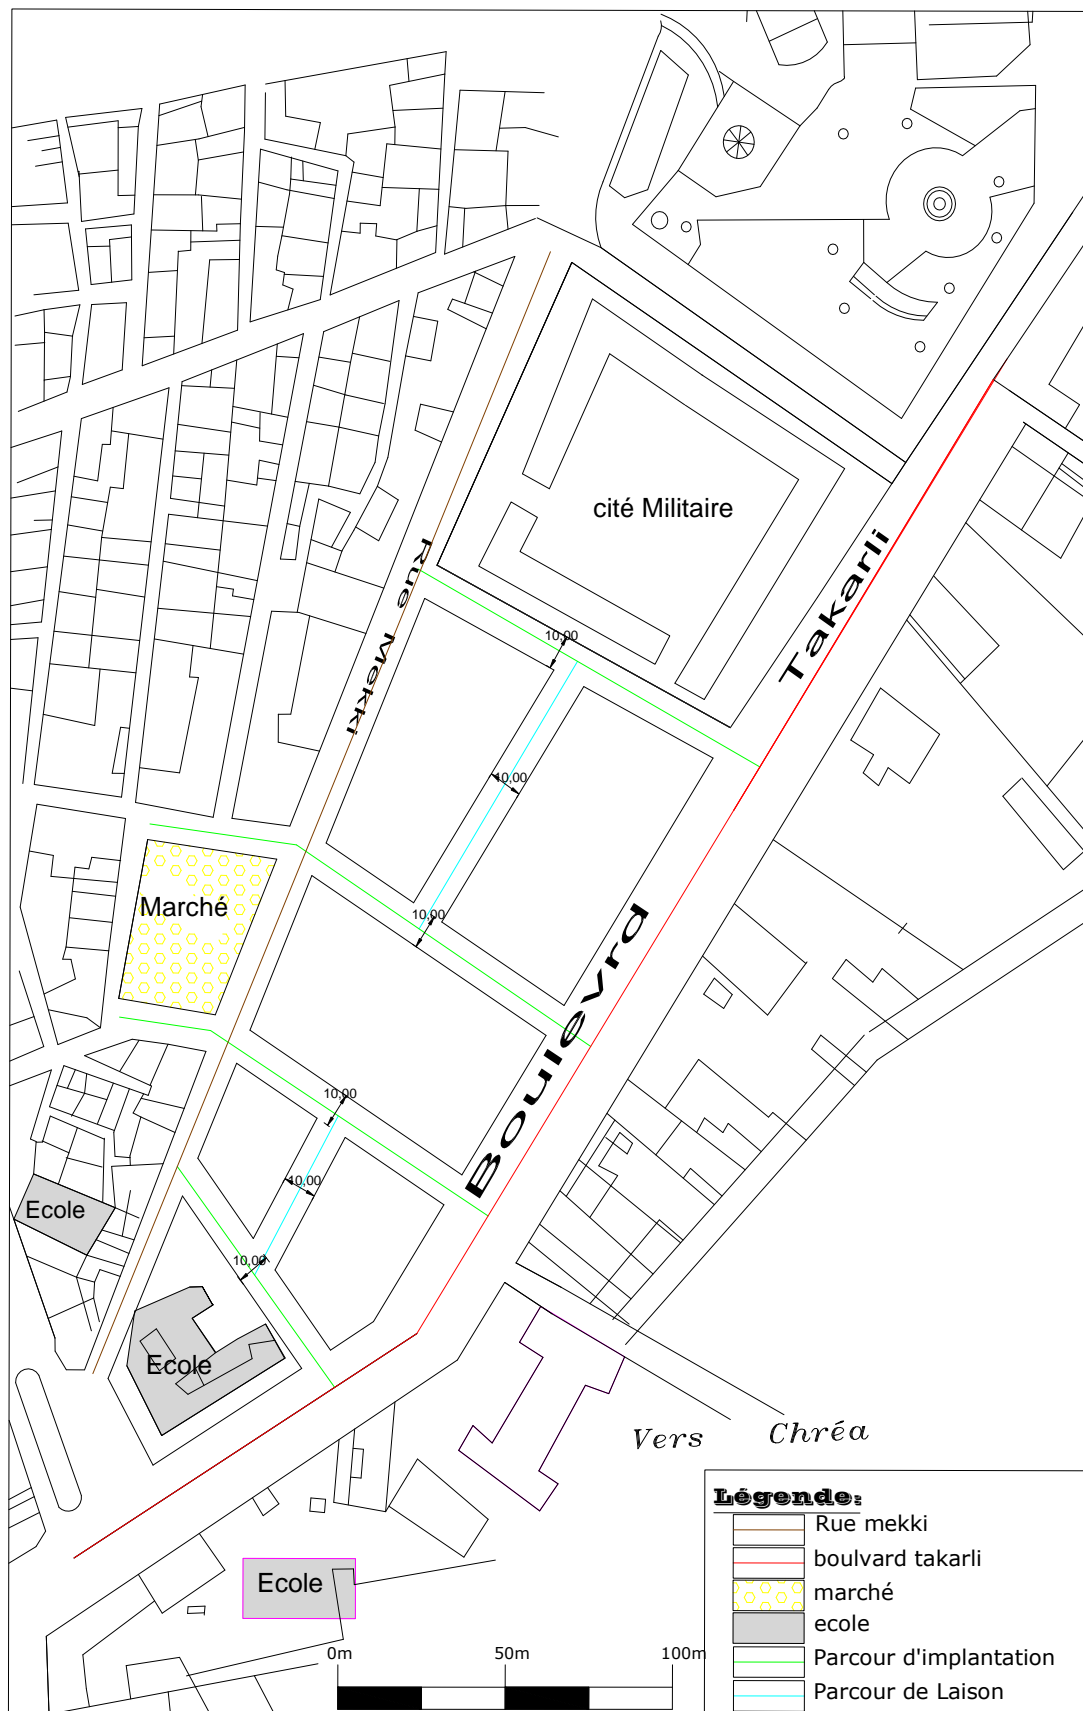 cité Militaire
Rue Mekki
Takarli
10,00
10,00
Marché
10,00
Boulevrd
10,00
10,00
Ecole
10,00
Ecole
Vers Chréa
Ecole
0m 50m 100m
Légende:
Rue mekki
boulvard takarli
marché
ecole
Parcour d'implantation
Parcour de Laison